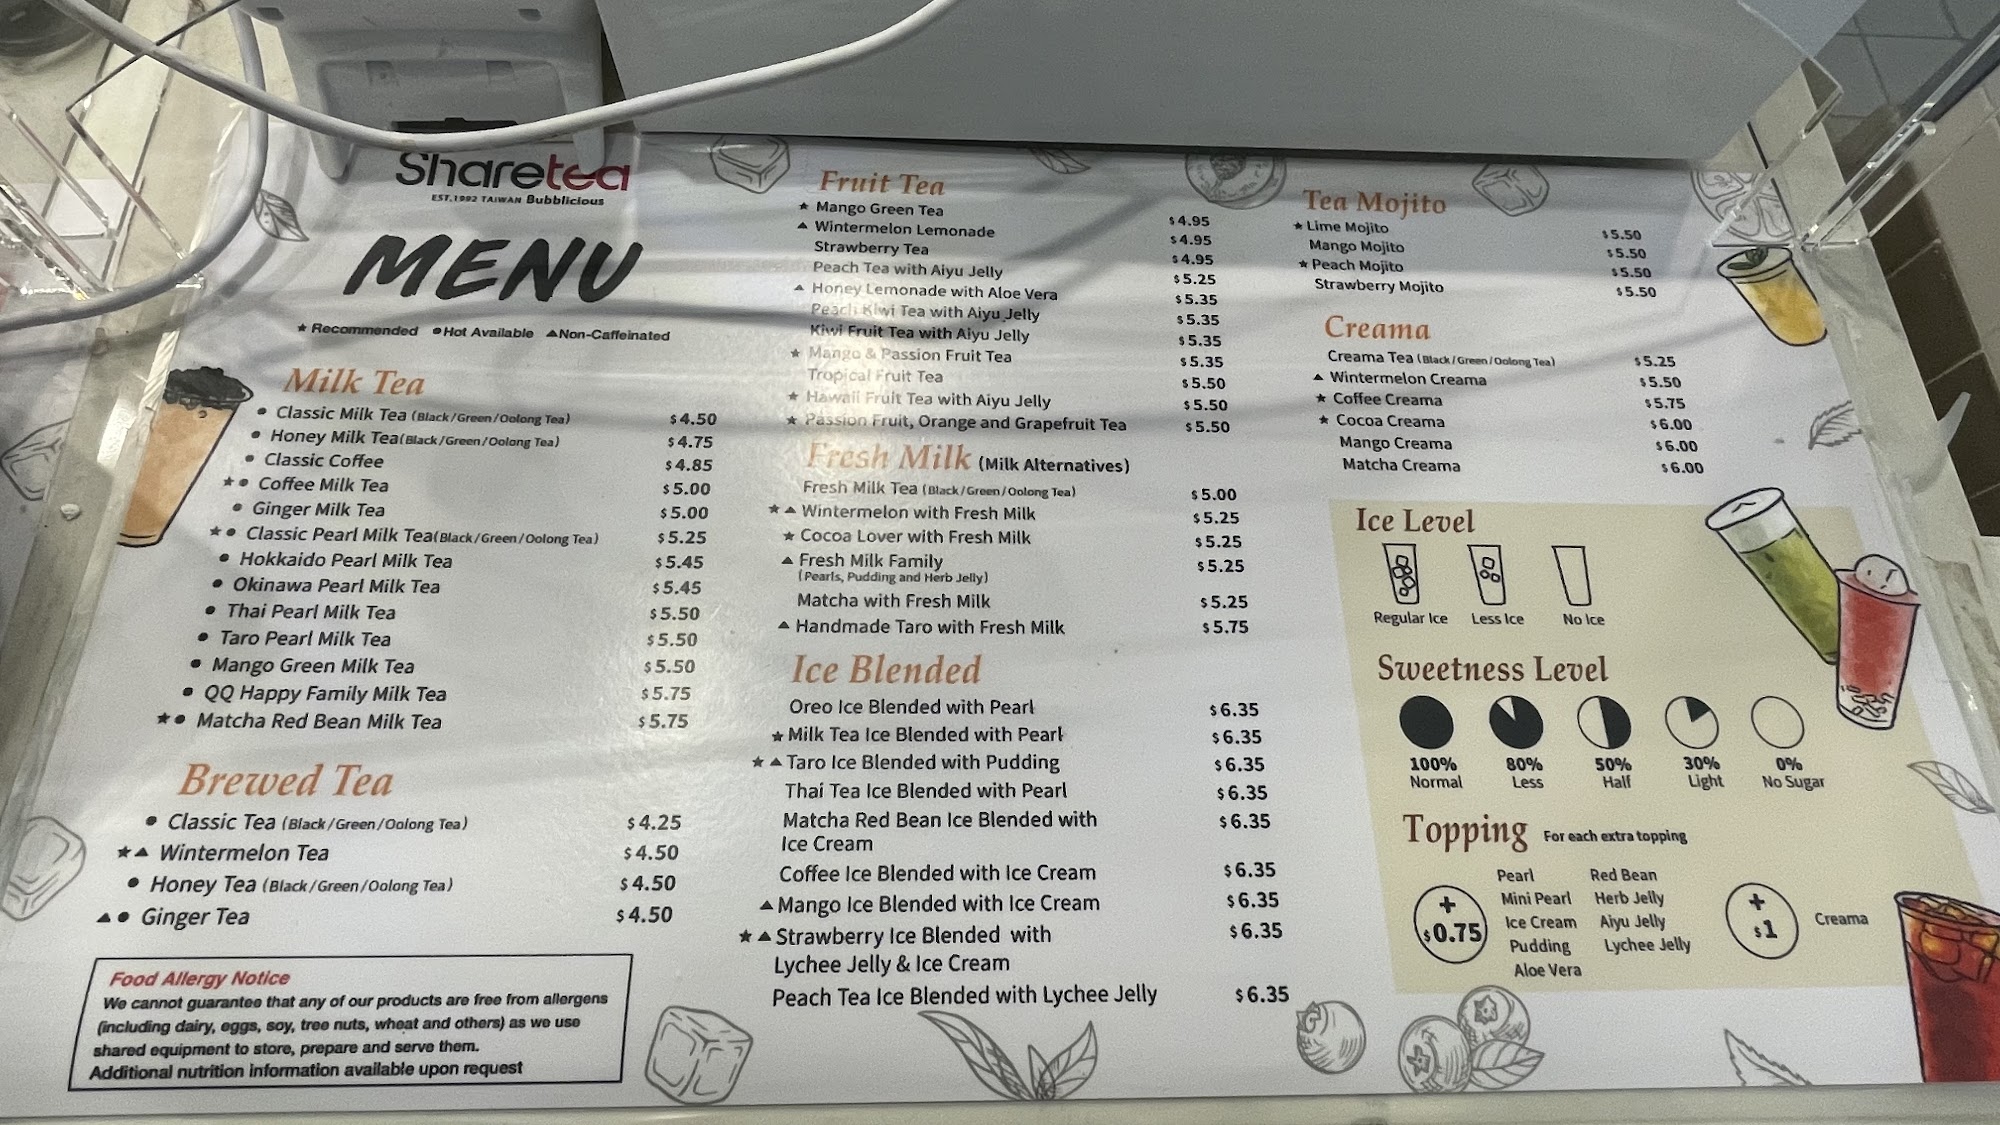 Sharetea
EST.1992 TAIWAN Bubblicious
MENU
★ Recommended ● Hot Available ▲Non-Caffeinated
Milk Tea
● Classic Milk Tea (Black/Green/Oolong Tea) $4.50
● Honey Milk Tea(Black/Green/Oolong Tea) $4.75
● Classic Coffee $4.85
★● Coffee Milk Tea $5.00
● Ginger Milk Tea $5.00
★● Classic Pearl Milk Tea(Black/Green/Oolong Tea) $5.25
● Hokkaido Pearl Milk Tea $5.45
● Okinawa Pearl Milk Tea $5.45
● Thai Pearl Milk Tea $5.50
● Taro Pearl Milk Tea $5.50
● Mango Green Milk Tea $5.50
● QQ Happy Family Milk Tea $5.75
★● Matcha Red Bean Milk Tea $5.75
Brewed Tea
● Classic Tea (Black/Green/Oolong Tea) $4.25
★▲ Wintermelon Tea $4.50
● Honey Tea (Black/Green/Oolong Tea) $4.50
▲● Ginger Tea $4.50
Food Allergy Notice
We cannot guarantee that any of our products are free from allergens
(including dairy, eggs, soy, tree nuts, wheat and others) as we use
shared equipment to store, prepare and serve them.
Additional nutrition information available upon request
Fruit Tea
★ Mango Green Tea $4.95
▲ Wintermelon Lemonade $4.95
Strawberry Tea $4.95
Peach Tea with Aiyu Jelly $5.25
▲ Honey Lemonade with Aloe Vera $5.35
Peach Kiwi Tea with Aiyu Jelly $5.35
Kiwi Fruit Tea with Aiyu Jelly $5.35
★ Mango & Passion Fruit Tea $5.35
Tropical Fruit Tea $5.50
★ Hawaii Fruit Tea with Aiyu Jelly $5.50
★ Passion Fruit, Orange and Grapefruit Tea $5.50
Fresh Milk (Milk Alternatives)
Fresh Milk Tea (Black/Green/Oolong Tea) $5.00
★▲ Wintermelon with Fresh Milk $5.25
★ Cocoa Lover with Fresh Milk $5.25
▲ Fresh Milk Family $5.25
(Pearls, Pudding and Herb Jelly)
Matcha with Fresh Milk $5.25
▲ Handmade Taro with Fresh Milk $5.75
Ice Blended
Oreo Ice Blended with Pearl $6.35
★ Milk Tea Ice Blended with Pearl $6.35
★▲ Taro Ice Blended with Pudding $6.35
Thai Tea Ice Blended with Pearl $6.35
Matcha Red Bean Ice Blended with $6.35
Ice Cream
Coffee Ice Blended with Ice Cream $6.35
▲ Mango Ice Blended with Ice Cream $6.35
★▲ Strawberry Ice Blended with $6.35
Lychee Jelly & Ice Cream
Peach Tea Ice Blended with Lychee Jelly $6.35
Tea Mojito
★ Lime Mojito $5.50
Mango Mojito $5.50
★ Peach Mojito $5.50
Strawberry Mojito $5.50
Creama
Creama Tea (Black/Green/Oolong Tea) $5.25
▲ Wintermelon Creama $5.50
★ Coffee Creama $5.75
★ Cocoa Creama $6.00
Mango Creama $6.00
Matcha Creama $6.00
Ice Level
Regular Ice Less Ice No Ice
Sweetness Level
100% 80% 50% 30% 0%
Normal Less Half Light No Sugar
Topping For each extra topping
+
$0.75
Pearl Red Bean
Mini Pearl Herb Jelly
Ice Cream Aiyu Jelly
Pudding Lychee Jelly
Aloe Vera
+
$1
Creama